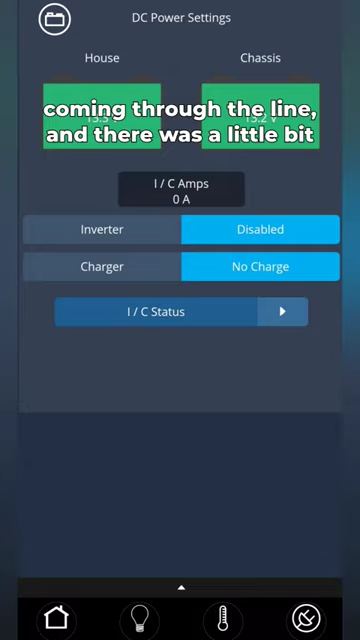 DC Power Settings
House
Chassis
coming through the line,
and there was a little bit
I / C Amps
0 A
Inverter
Disabled
Charger
No Charge
I / C Status